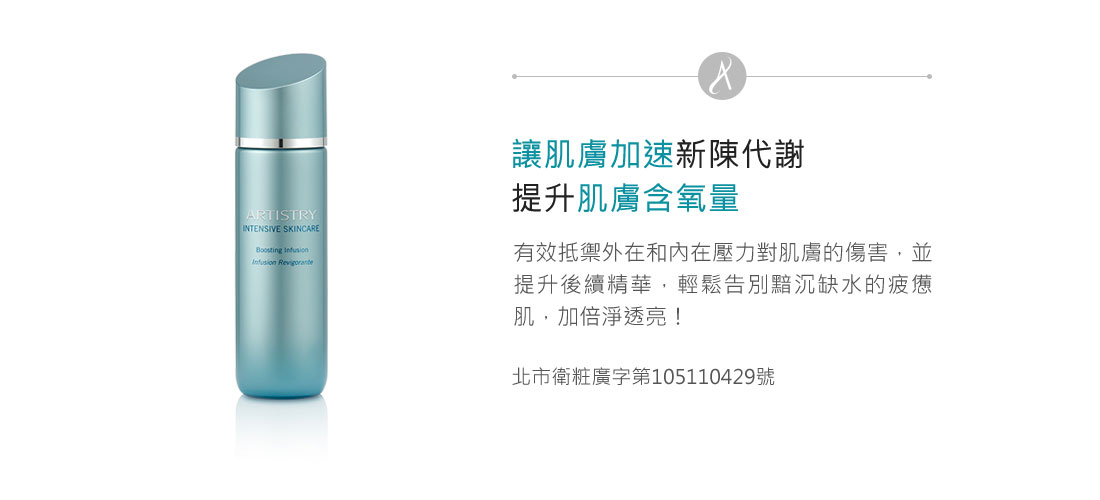 ARTISTRY
INTENSIVE SKINCARE
Boosting Infusion
Infusion Revigorante
讓肌膚加速新陳代謝
提升肌膚含氧量
有效抵禦外在和內在壓力對肌膚的傷害，並
提升後續精華，輕鬆告別黯沉缺水的疲憊
肌，加倍淨透亮！
北市衛粧廣字第105110429號